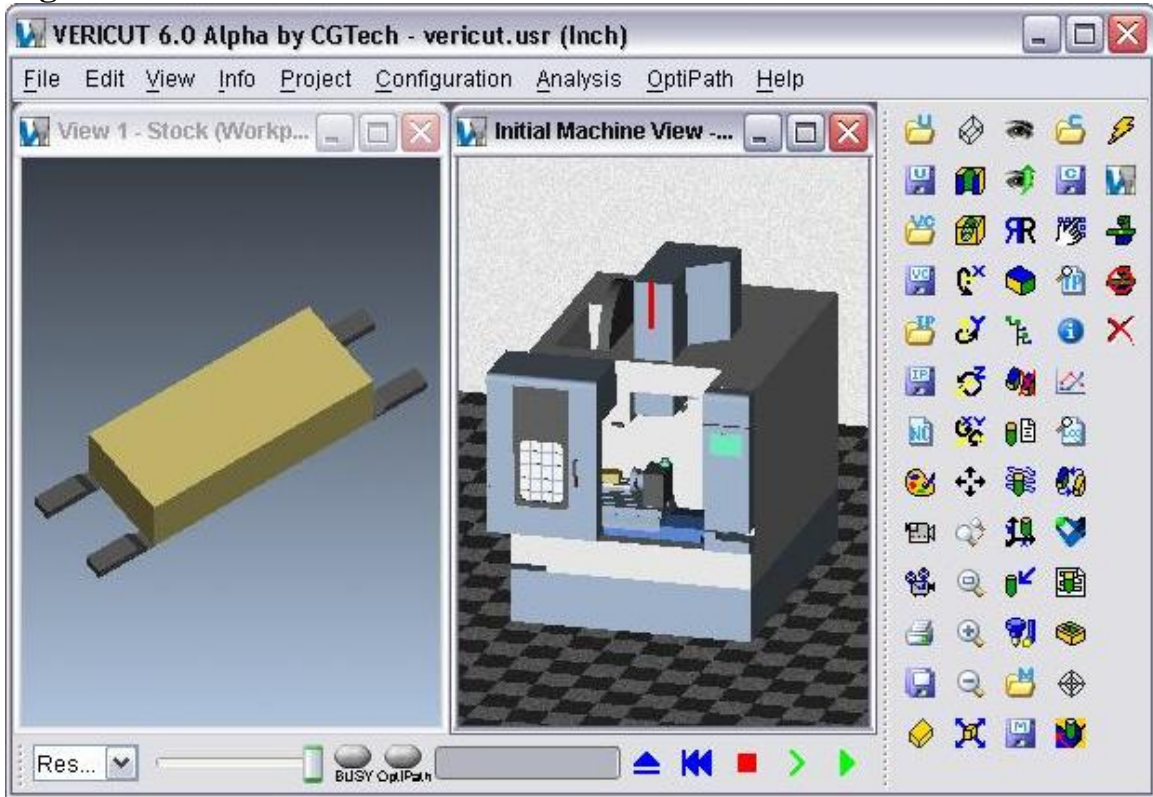 VERICUT 6.0 Alpha by CGTech - vericut.usr (Inch)
File Edit View Info Project Configuration Analysis OptiPath Help
View 1 - Stock (Workp...
Initial Machine View -...
Res...
BUSY OptiPath